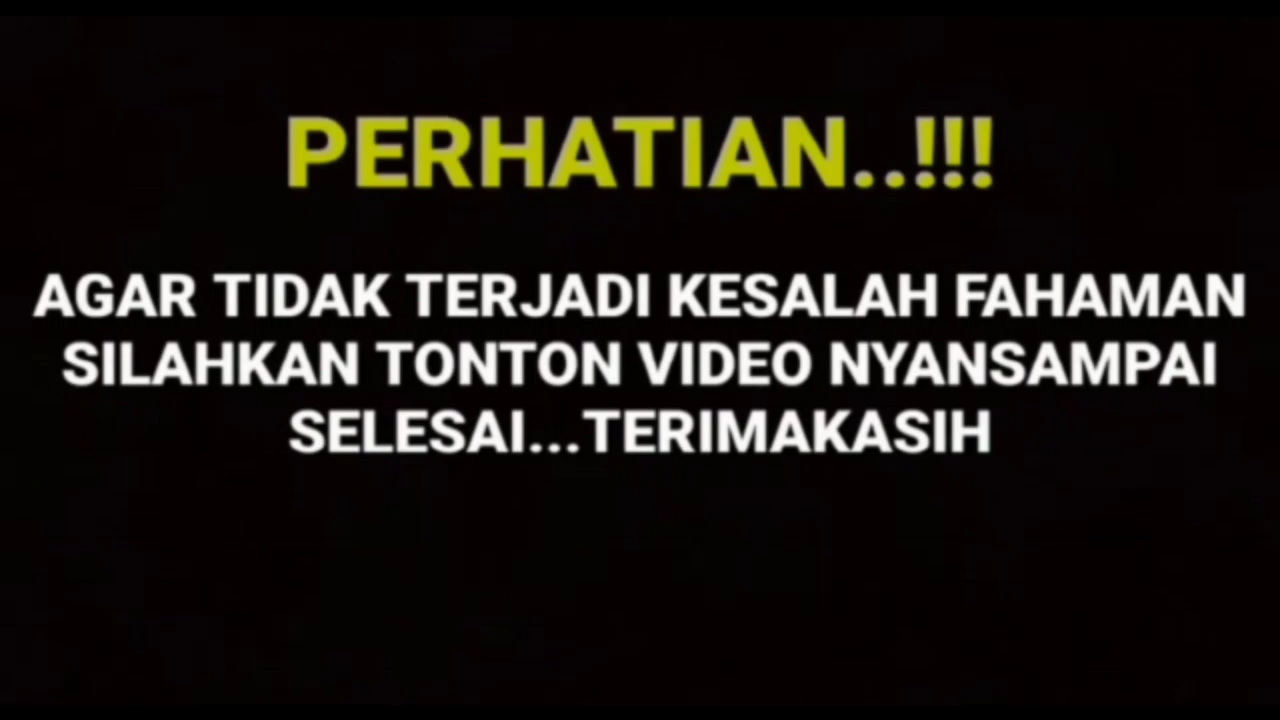 PERHATIAN..!!!
AGAR TIDAK TERJADI KESALAH FAHAMAN
SILAHKAN TONTON VIDEO NYANSAMPAI
SELESAI...TERIMAKASIH